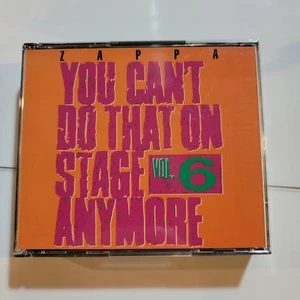 ZAPPA
YOU CAN'T
DO THAT ON
STAGE VOL. 6
ANYMORE